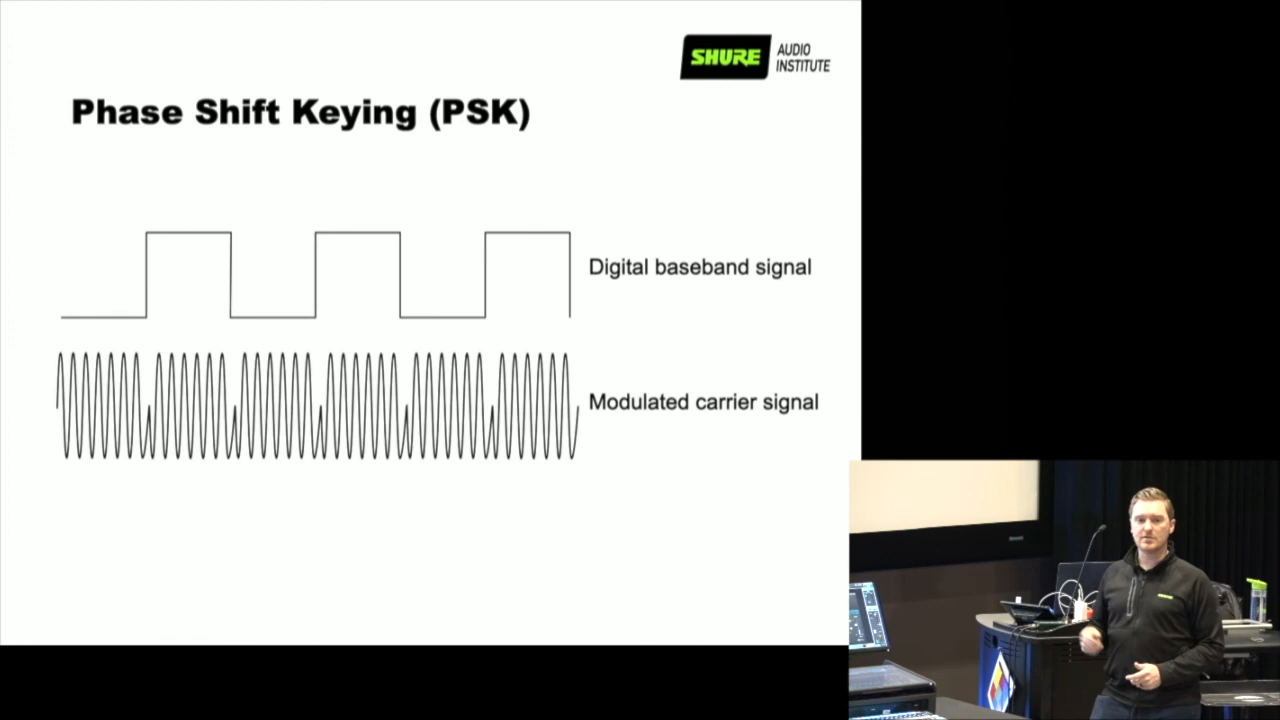 SHURE
AUDIO
INSTITUTE
Phase Shift Keying (PSK)
Digital baseband signal
Modulated carrier signal